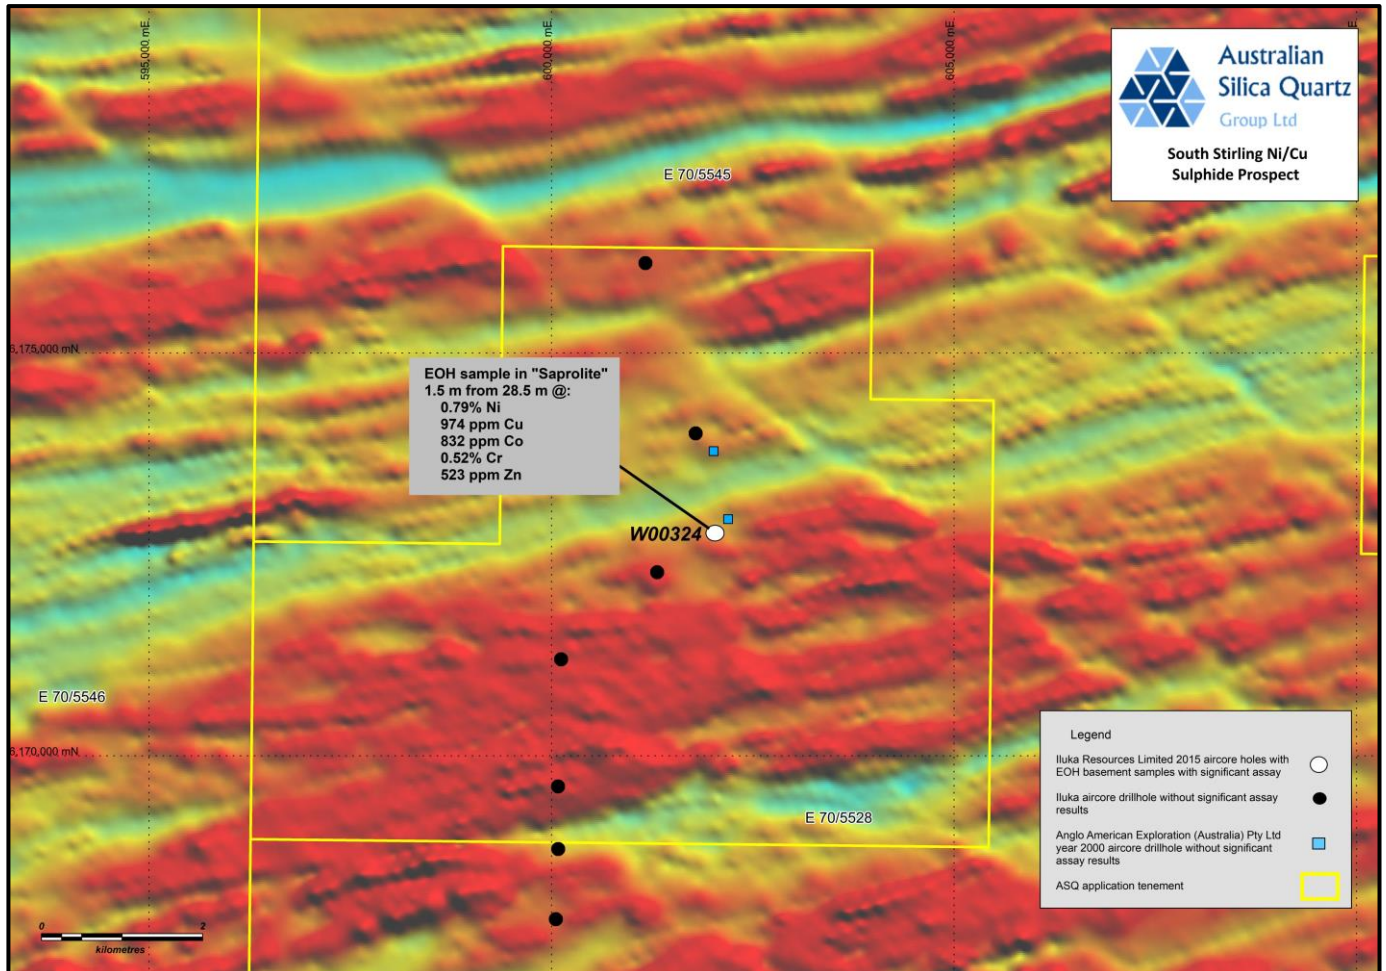 595,000 mE
600,000 mE
605,000 mE
Australian
Silica Quartz
Group Ltd
South Stirling Ni/Cu
Sulphide Prospect
E 70/5545
6,175,000 mN
EOH sample in "Saprolite"
1.5 m from 28.5 m @:
0.79% Ni
974 ppm Cu
832 ppm Co
0.52% Cr
523 ppm Zn
W00324
E 70/5546
6,170,000 mN
E 70/5528
Legend
Iluka Resources Limited 2015 aircore holes with
EOH basement samples with significant assay
Iluka aircore drillhole without significant assay
results
Anglo American Exploration (Australia) Pty Ltd
year 2000 aircore drillhole without significant
assay results
ASQ application tenement
0 2
kilometres